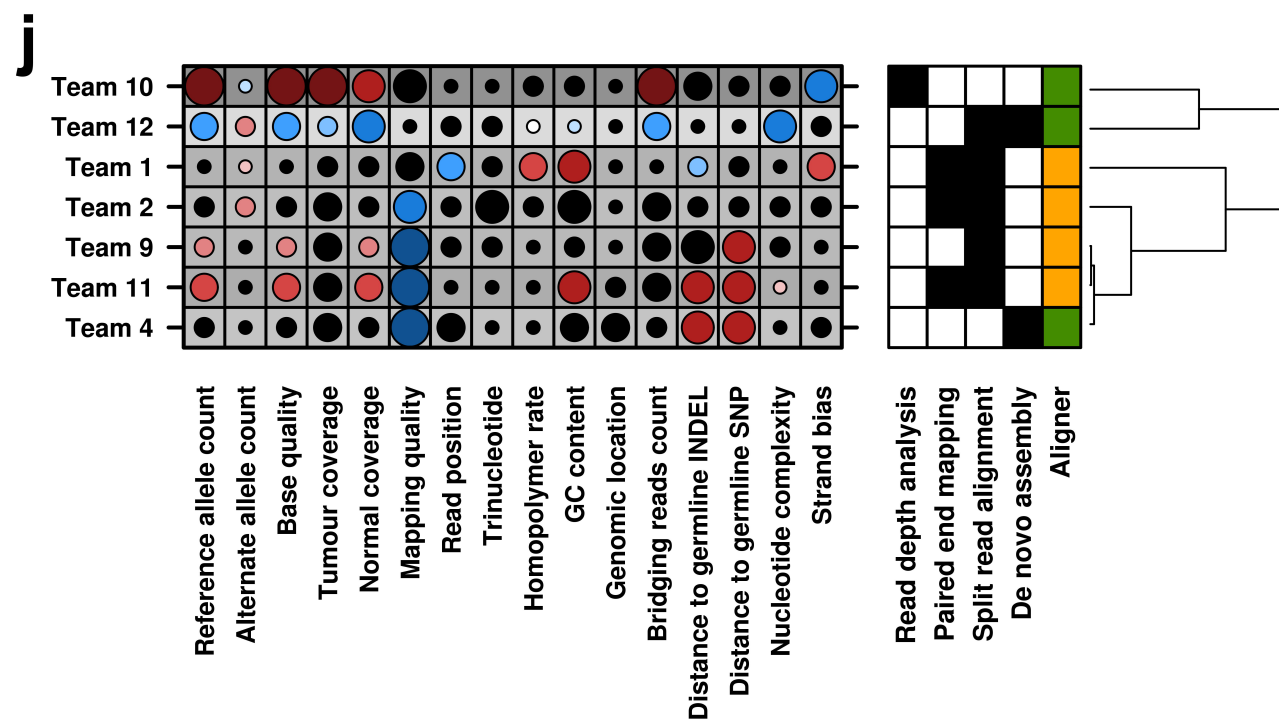 j
Team 10
Team 12
Team 1
Team 2
Team 9
Team 11
Team 4
Reference allele count
Alternate allele count
Base quality
Tumour coverage
Normal coverage
Mapping quality
Read position
Trinucleotide
Homopolymer rate
GC content
Genomic location
Bridging reads count
Distance to germline INDEL
Distance to germline SNP
Nucleotide complexity
Strand bias
Read depth analysis
Paired end mapping
Split read alignment
De novo assembly
Aligner